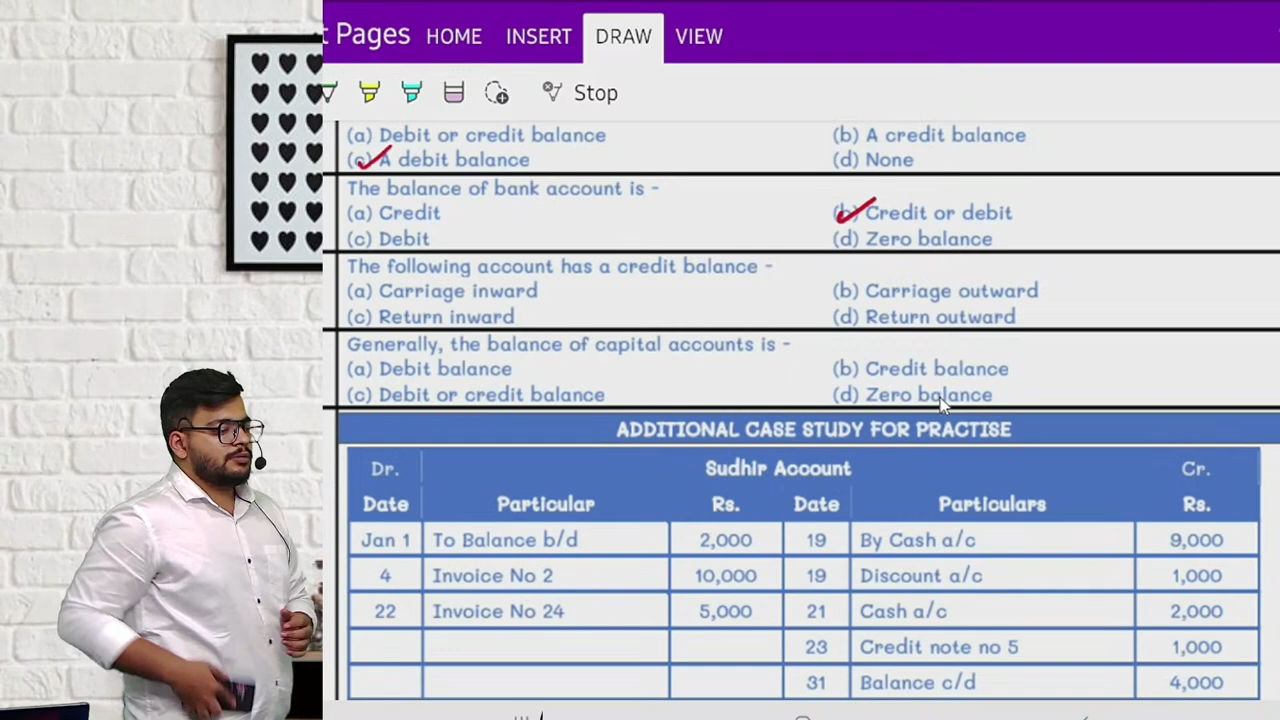 t Pages HOME INSERT DRAW VIEW
Stop
(a) Debit or credit balance (b) A credit balance
(c) A debit balance (d) None
The balance of bank account is -
(a) Credit (b) Credit or debit
(c) Debit (d) Zero balance
The following account has a credit balance -
(a) Carriage inward (b) Carriage outward
(c) Return inward (d) Return outward
Generally, the balance of capital accounts is -
(a) Debit balance (b) Credit balance
(c) Debit or credit balance (d) Zero balance
ADDITIONAL CASE STUDY FOR PRACTISE
Dr. Sudhir Account Cr.
Date Particular Rs. Date Particulars Rs.
Jan 1 To Balance b/d 2,000 19 By Cash a/c 9,000
4 Invoice No 2 10,000 19 Discount a/c 1,000
22 Invoice No 24 5,000 21 Cash a/c 2,000
23 Credit note no 5 1,000
31 Balance c/d 4,000